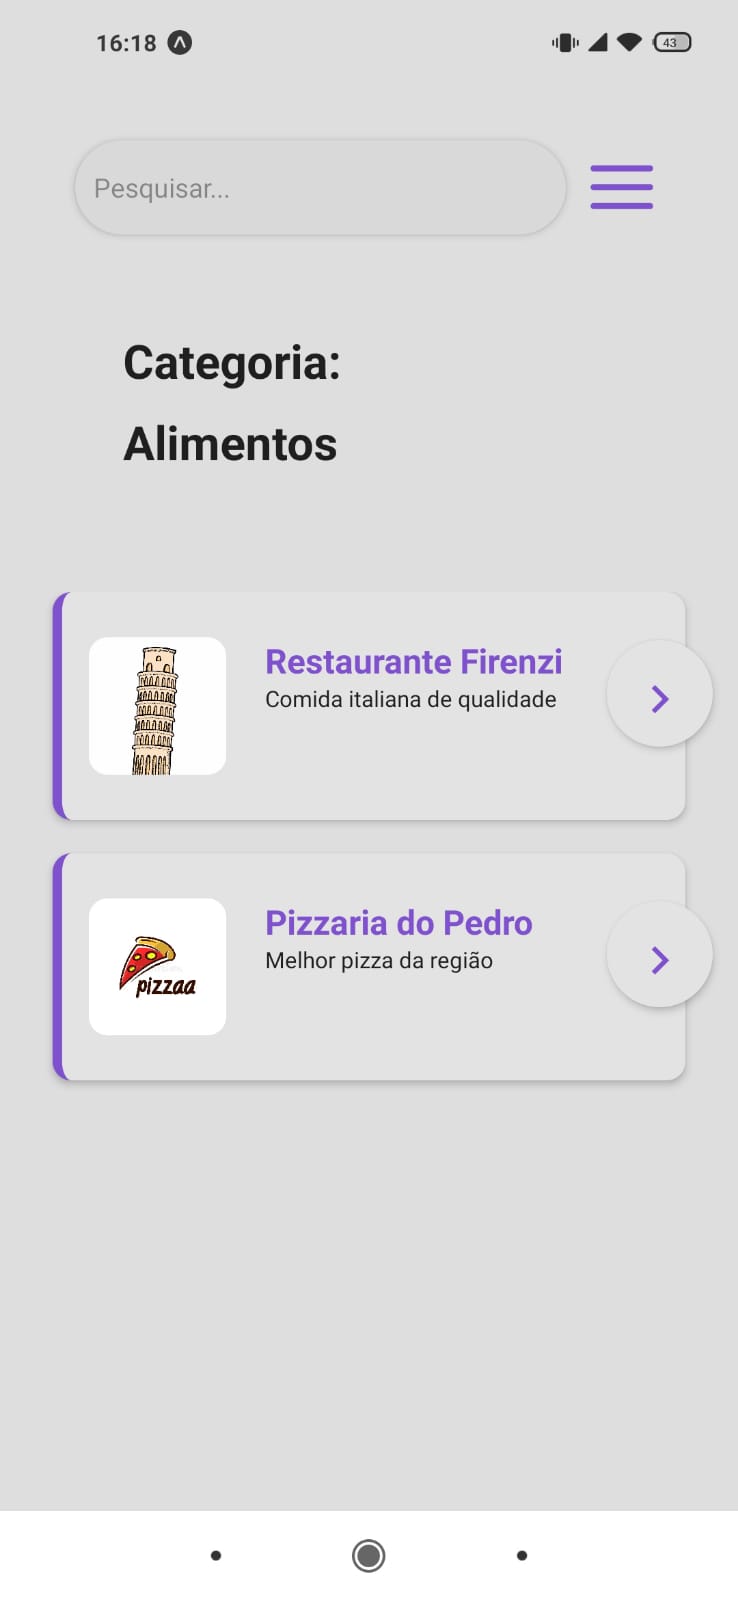 16:18
43
Pesquisar...
Categoria:
Alimentos
Restaurante Firenzi
Comida italiana de qualidade
Pizzaria do Pedro
Melhor pizza da região
pizzaa